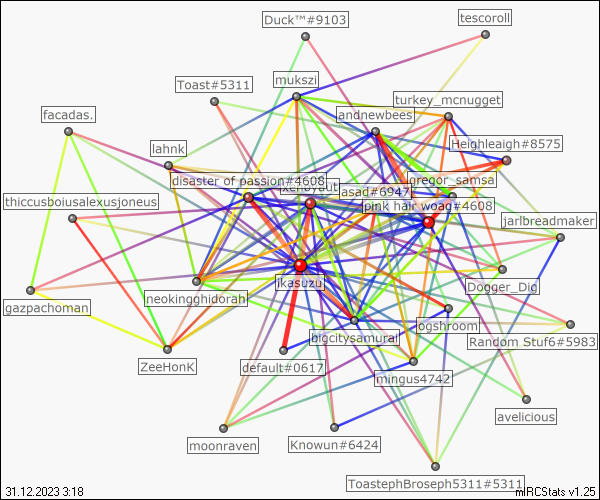 Duck™#9103
tescoroll
Toast#5311
mukszi
turkey_mcnugget
facadas.
andnewbees
Heighleaigh#8575
lahnk
disaster of passion#4608
asad#6947
gregor_samsa
thiccusboiusalexusjoneus
pink hair woag#4608
jarlbreadmaker
ikasuzu
Dogger_Dig
neokingghidorah
gazpachoman
ogshroom
bigcitysamurai
Random Stuf6#5983
ZeeHonK
default#0617
mingus4742
avelicious
moonraven
Knowun#6424
ToastephBroseph5311#5311
31.12.2023 3:18
mIRCStats v1.25